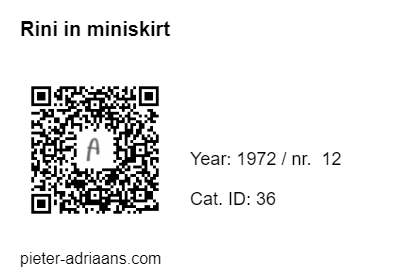 Rini in miniskirt
A
Year: 1972 / nr. 12
Cat. ID: 36
pieter-adriaans.com